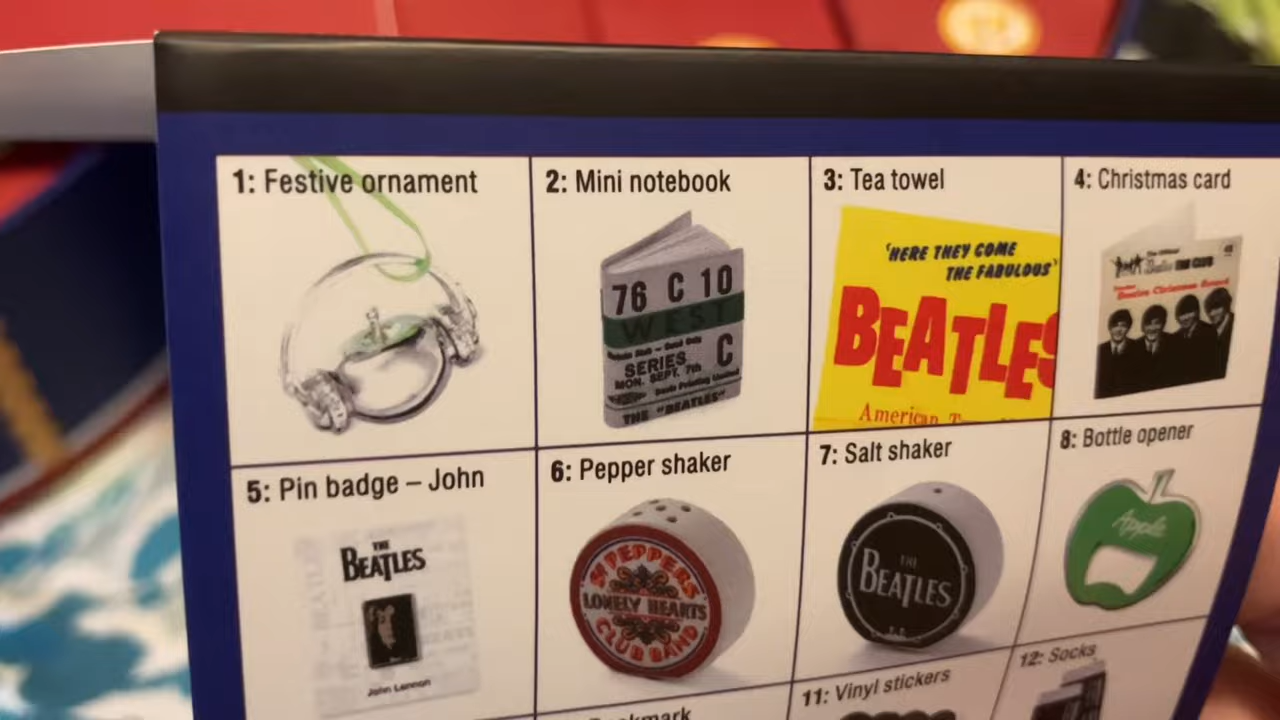 1: Festive ornament
2: Mini notebook
76 C 10
WEST
SERIES C
MON. SEPT. 7th
THE "BEATLES"
3: Tea towel
'HERE THEY COME
THE FABULOUS'
BEATLES
American
4: Christmas card
5: Pin badge – John
THE
BEATLES
John Lennon
6: Pepper shaker
SGT PEPPERS
LONELY HEARTS
CLUB BAND
7: Salt shaker
THE
BEATLES
8: Bottle opener
Apple
11: Vinyl stickers
12: Socks